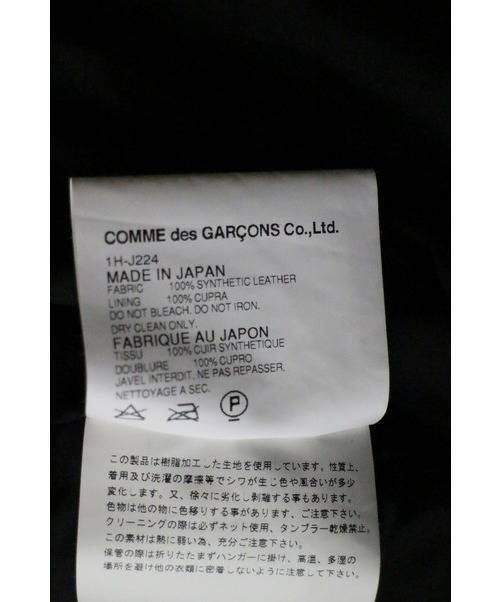 COMME des GARÇONS Co.,Ltd.
1H-J224
MADE IN JAPAN
FABRIC 100% SYNTHETIC LEATHER
LINING 100% CUPRA
DO NOT BLEACH. DO NOT IRON.
DRY CLEAN ONLY.
FABRIQUE AU JAPON
TISSU 100% CUIR SYNTHETIQUE
DOUBLURE 100% CUPRO
JAVEL INTERDIT. NE PAS REPASSER.
NETTOYAGE A SEC.
P
この製品は樹脂加工した生地を使用しています。性質上、
着用及び洗濯の摩擦等でシワが生じ色や風合いが多少
変化します。又、徐々に劣化し剥離する事もあります。
色物は他の物に色移りする事が有ります、ご注意下さい。
クリーニングの際は必ずネット使用、タンブラー乾燥禁止。
この素材は熱に弱い為、充分ご注意下さい。
保管の際は折りたたまずハンガーに掛け、高温、多湿の
場所を避け他の衣類に密着しないように注意して下さい。